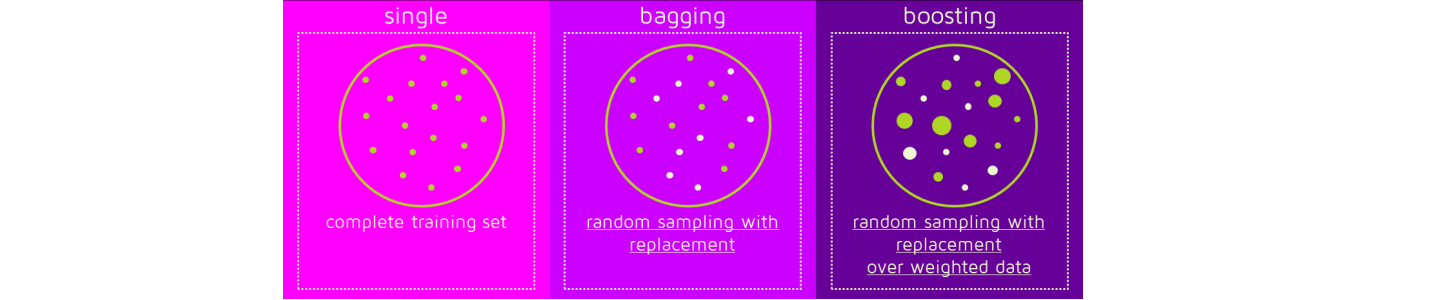 single
complete training set
bagging
random sampling with
replacement
boosting
random sampling with
replacement
over weighted data